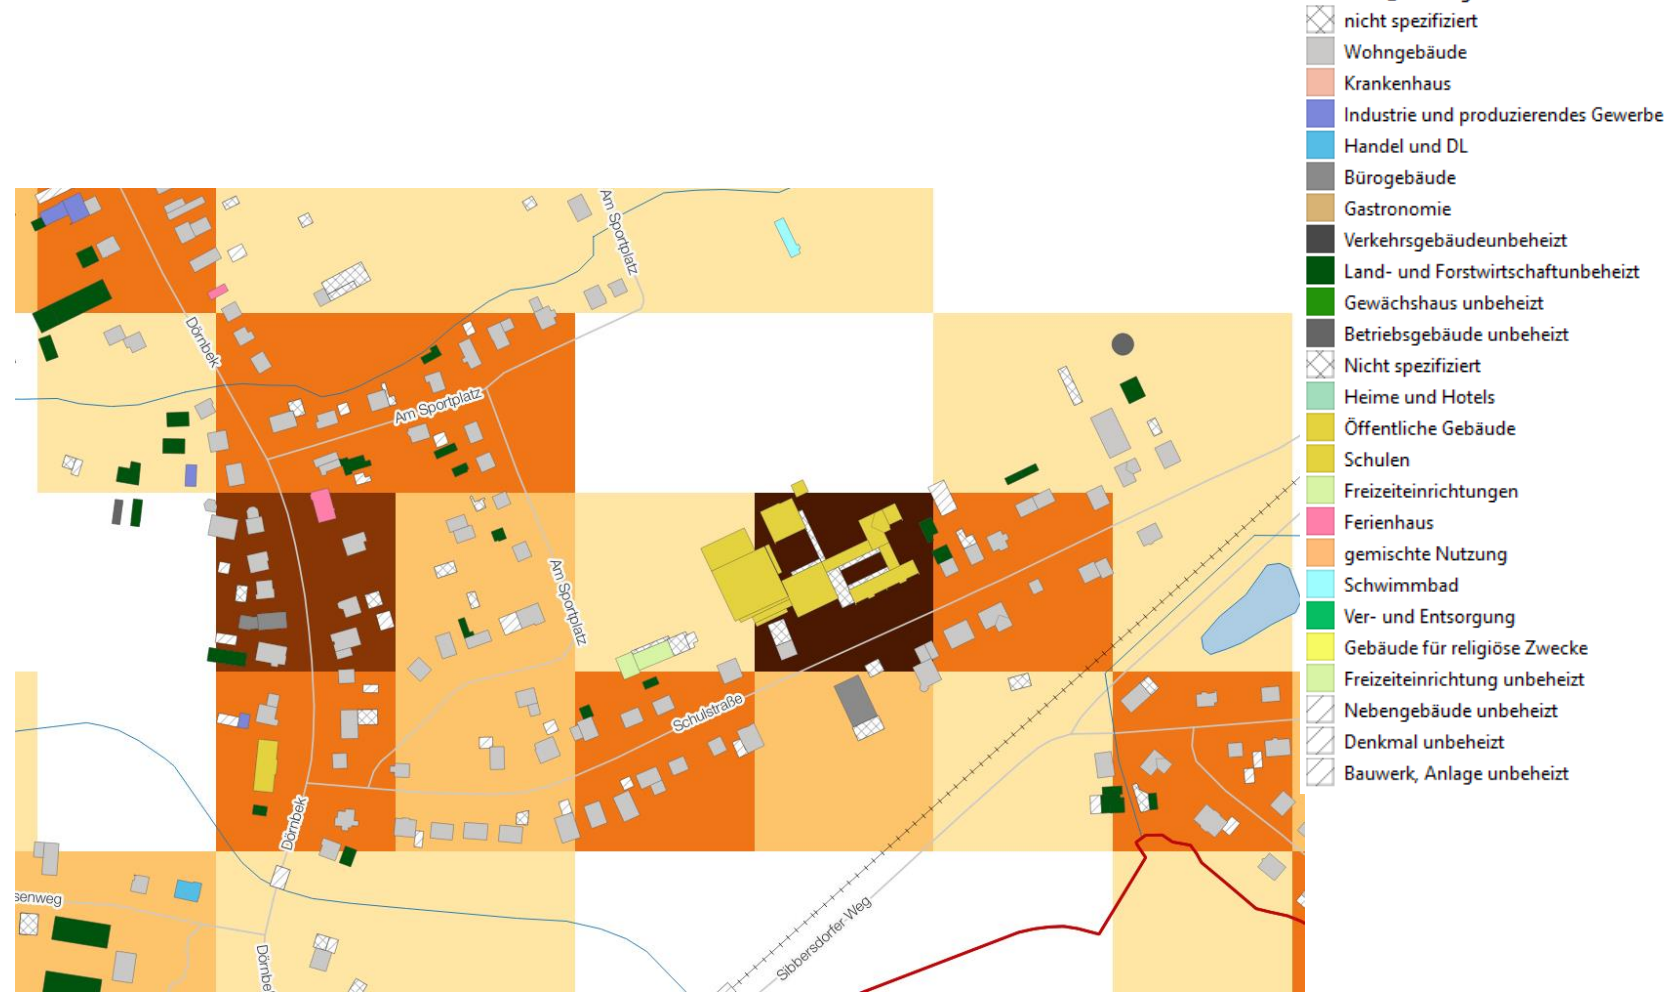 nicht spezifiziert
Wohngebäude
Krankenhaus
Industrie und produzierendes Gewerbe
Handel und DL
Bürogebäude
Gastronomie
Verkehrsgebäudeunbeheizt
Land- und Forstwirtschaftunbeheizt
Gewächshaus unbeheizt
Betriebsgebäude unbeheizt
Nicht spezifiziert
Heime und Hotels
Öffentliche Gebäude
Schulen
Freizeiteinrichtungen
Ferienhaus
gemischte Nutzung
Schwimmbad
Ver- und Entsorgung
Gebäude für religiöse Zwecke
Freizeiteinrichtung unbeheizt
Nebengebäude unbeheizt
Denkmal unbeheizt
Bauwerk, Anlage unbeheizt
Am Sportplatz
Dörnbek
Am Sportplatz
Am Sportplatz
Schulstraße
Dörnbek
senweg
Sibbersdorfer Weg
Dörnbek